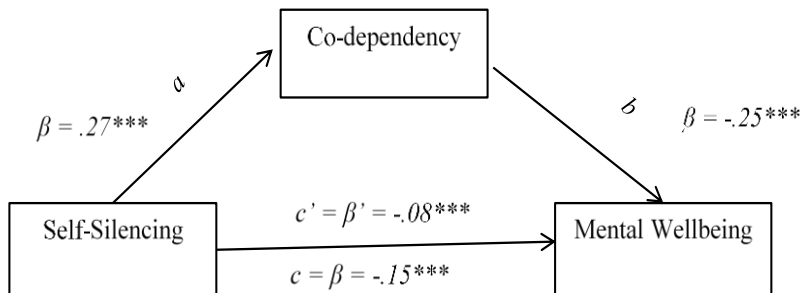 Co-dependency
a
β = .27***
b
β = -.25***
Self-Silencing
c’ = β’ = -.08***
c = β = -.15***
Mental Wellbeing